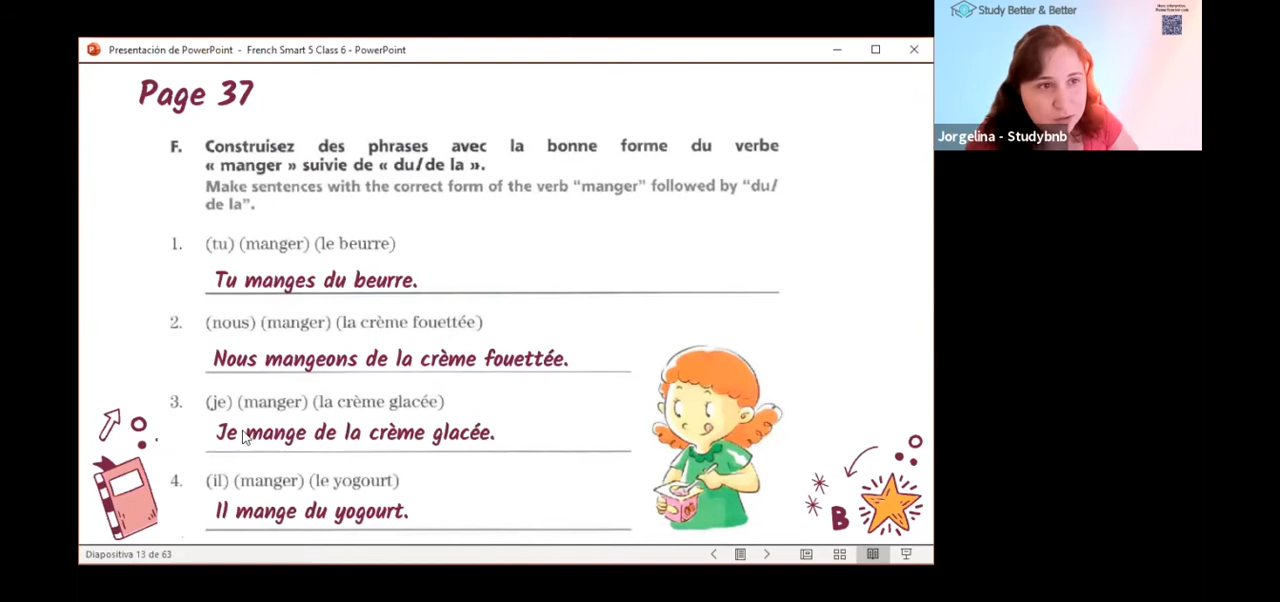 Study Better & Better
Presentación de PowerPoint - French Smart 5 Class 6 - PowerPoint
Page 37
F. Construisez des phrases avec la bonne forme du verbe
« manger » suivie de « du/de la ».
Make sentences with the correct form of the verb "manger" followed by "du/
de la".
1. (tu) (manger) (le beurre)
Tu manges du beurre.
2. (nous) (manger) (la crème fouettée)
Nous mangeons de la crème fouettée.
3. (je) (manger) (la crème glacée)
Je mange de la crème glacée.
4. (il) (manger) (le yogourt)
Il mange du yogourt.
B
Diapositiva 13 de 63
Jorgelina - Studybnb